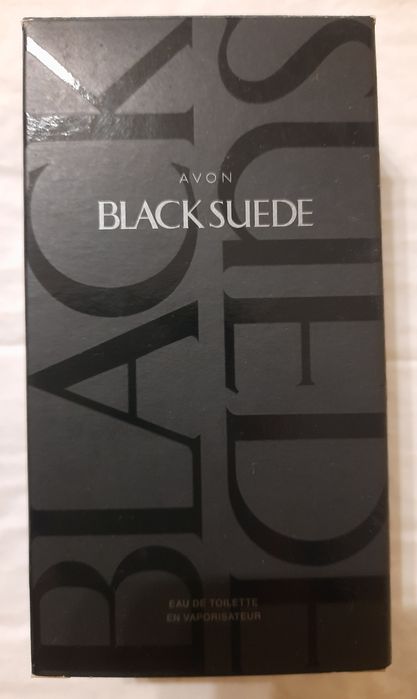 AVON
BLACK SUEDE
BLACK
SUEDE
EAU DE TOILETTE
EN VAPORISATEUR